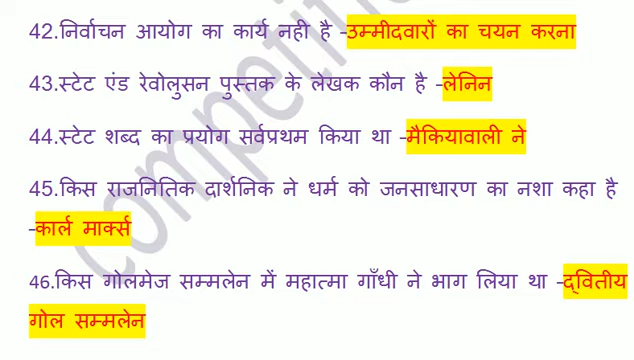 42.निर्वाचन आयोग का कार्य नही है –उम्मीदवारों का चयन करना
43.स्टेट एंड रेवोलुसन पुस्तक के लेखक कौन है –लेनिन
44.स्टेट शब्द का प्रयोग सर्वप्रथम किया था –मैकियावाली ने
45.किस राजनितिक दार्शनिक ने धर्म को जनसाधारण का नशा कहा है
–कार्ल मार्क्स
46.किस गोलमेज सम्मलेन में महात्मा गाँधी ने भाग लिया था –द्वितीय
गोल सम्मलेन